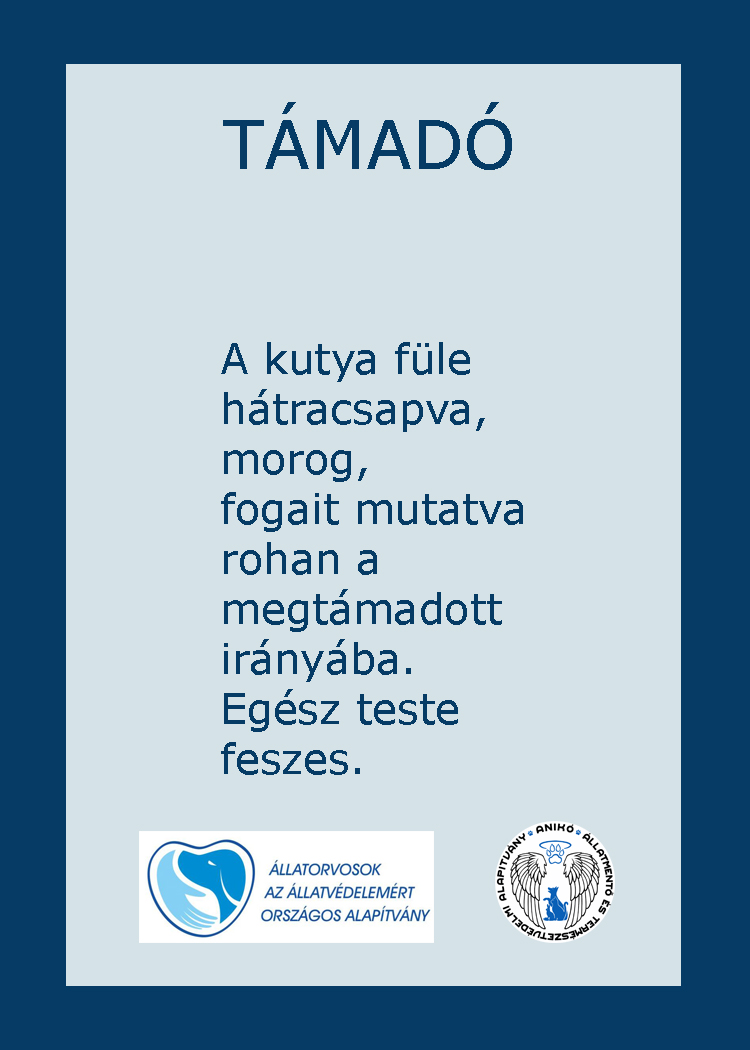 TÁMADÓ
A kutya füle
hátracsapva,
morog,
fogait mutatva
rohan a
megtámadott
irányába.
Egész teste
feszes.
ÁLLATORVOSOK
AZ ÁLLATVÉDELEMÉRT
ORSZÁGOS ALAPÍTVÁNY
ANIKÓ ÁLLATMENTŐ ÉS TERMÉSZETVÉDELMI ALAPÍTVÁNY